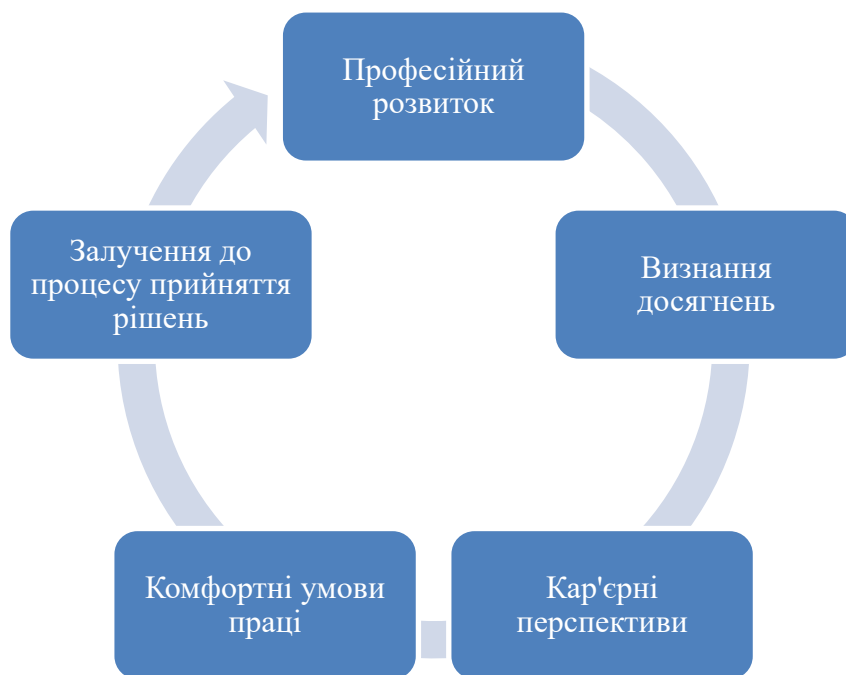 Професійний
розвиток
Визнання
досягнень
Кар'єрні
перспективи
Комфортні умови
праці
Залучення до
процесу прийняття
рішень